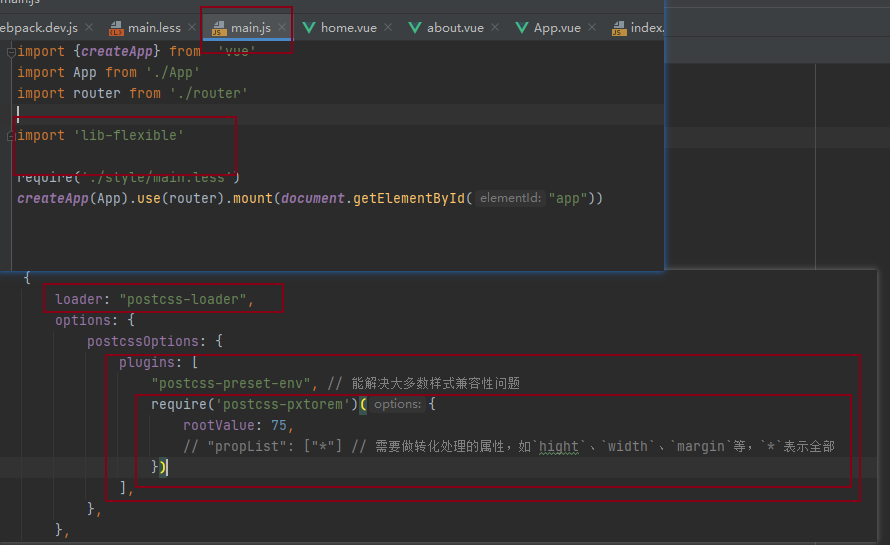 main.js
ebpack.dev.js × main.less × main.js × home.vue × about.vue × App.vue × index.
import {createApp} from 'vue'
import App from './App'
import router from './router'
import 'lib-flexible'
require('./style/main.less')
createApp(App).use(router).mount(document.getElementById( elementId: "app"))
{
loader: "postcss-loader",
options: {
postcssOptions: {
plugins: [
"postcss-preset-env", // 能解决大多数样式兼容性问题
require('postcss-pxtorem')( options: {
rootValue: 75,
// "propList": ["*"] // 需要做转化处理的属性，如`hight`、`width`、`margin`等，`*`表示全部
})
],
},
},